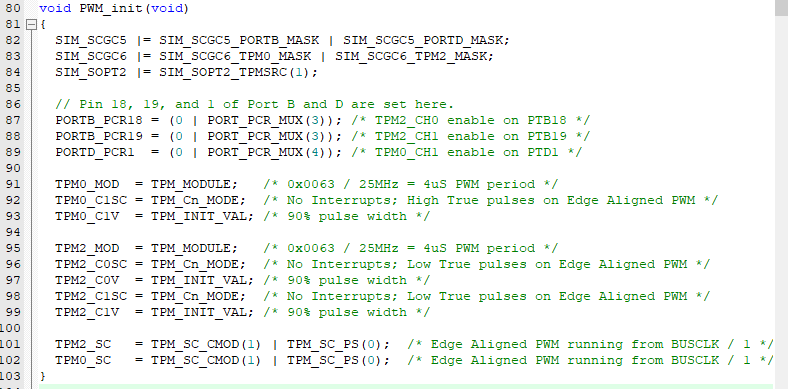 80 void PWM_init(void)
81 {
82 SIM_SCGC5 |= SIM_SCGC5_PORTB_MASK | SIM_SCGC5_PORTD_MASK;
83 SIM_SCGC6 |= SIM_SCGC6_TPM0_MASK | SIM_SCGC6_TPM2_MASK;
84 SIM_SOPT2 |= SIM_SOPT2_TPMSRC(1);
85
86 // Pin 18, 19, and 1 of Port B and D are set here.
87 PORTB_PCR18 = (0 | PORT_PCR_MUX(3)); /* TPM2_CH0 enable on PTB18 */
88 PORTB_PCR19 = (0 | PORT_PCR_MUX(3)); /* TPM2_CH1 enable on PTB19 */
89 PORTD_PCR1 = (0 | PORT_PCR_MUX(4)); /* TPM0_CH1 enable on PTD1 */
90
91 TPM0_MOD = TPM_MODULE; /* 0x0063 / 25MHz = 4uS PWM period */
92 TPM0_C1SC = TPM_Cn_MODE; /* No Interrupts; High True pulses on Edge Aligned PWM */
93 TPM0_C1V = TPM_INIT_VAL; /* 90% pulse width */
94
95 TPM2_MOD = TPM_MODULE; /* 0x0063 / 25MHz = 4uS PWM period */
96 TPM2_C0SC = TPM_Cn_MODE; /* No Interrupts; Low True pulses on Edge Aligned PWM */
97 TPM2_C0V = TPM_INIT_VAL; /* 90% pulse width */
98 TPM2_C1SC = TPM_Cn_MODE; /* No Interrupts; Low True pulses on Edge Aligned PWM */
99 TPM2_C1V = TPM_INIT_VAL; /* 90% pulse width */
100
101 TPM2_SC = TPM_SC_CMOD(1) | TPM_SC_PS(0); /* Edge Aligned PWM running from BUSCLK / 1 */
102 TPM0_SC = TPM_SC_CMOD(1) | TPM_SC_PS(0); /* Edge Aligned PWM running from BUSCLK / 1 */
103 }